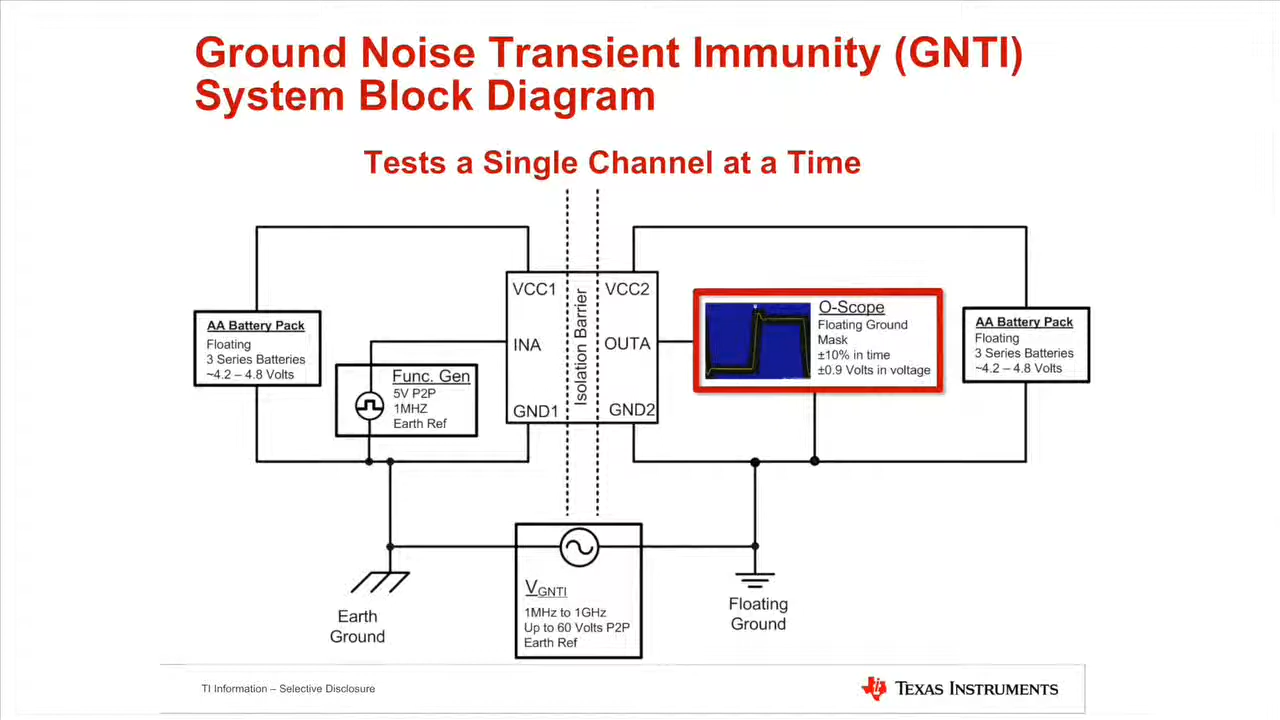 Ground Noise Transient Immunity (GNTI)
System Block Diagram
Tests a Single Channel at a Time
AA Battery Pack
Floating
3 Series Batteries
~4.2 – 4.8 Volts
Func. Gen
5V P2P
1MHZ
Earth Ref
VCC1
INA
GND1
Isolation Barrier
VCC2
OUTA
GND2
O-Scope
Floating Ground
Mask
±10% in time
±0.9 Volts in voltage
AA Battery Pack
Floating
3 Series Batteries
~4.2 – 4.8 Volts
VGNTI
1MHz to 1GHz
Up to 60 Volts P2P
Earth Ref
Earth
Ground
Floating
Ground
TI Information – Selective Disclosure
TEXAS INSTRUMENTS